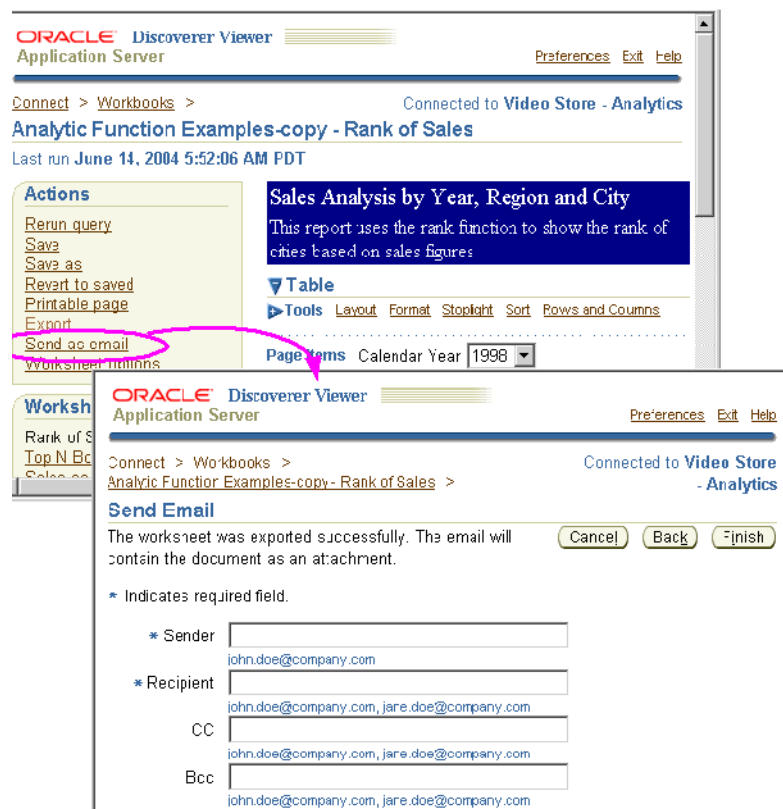 ORACLE Discoverer Viewer
Application Server
Preferences Exit Help
Connect > Workbooks >
Connected to Video Store - Analytics
Analytic Function Examples-copy - Rank of Sales
Last run June 14, 2004 5:52:06 AM PDT
Actions
Rerun query
Save
Save as
Revert to saved
Printable page
Export
Send as email
Worksheet options
Sales Analysis by Year, Region and City
This report uses the rank function to show the rank of
cities based on sales figures
Table
Tools Layout Format Stoplight Sort Rows and Columns
Page Items Calendar Year 1998
Worksh
Rank of S
Top N Bo
ORACLE Discoverer Viewer
Application Server
Preferences Exit Help
Connect > Workbooks >
Analytic Function Examples-copy - Rank of Sales >
Connected to Video Store
- Analytics
Send Email
The worksheet was exported successfully. The email will
contain the document as an attachment.
Cancel Back Finish
* Indicates required field.
* Sender
john.doe@company.com
* Recipient
john.doe@company.com, jane.doe@company.com
CC
john.doe@company.com, jane.doe@company.com
Bcc
john.doe@company.com, jane.doe@company.com